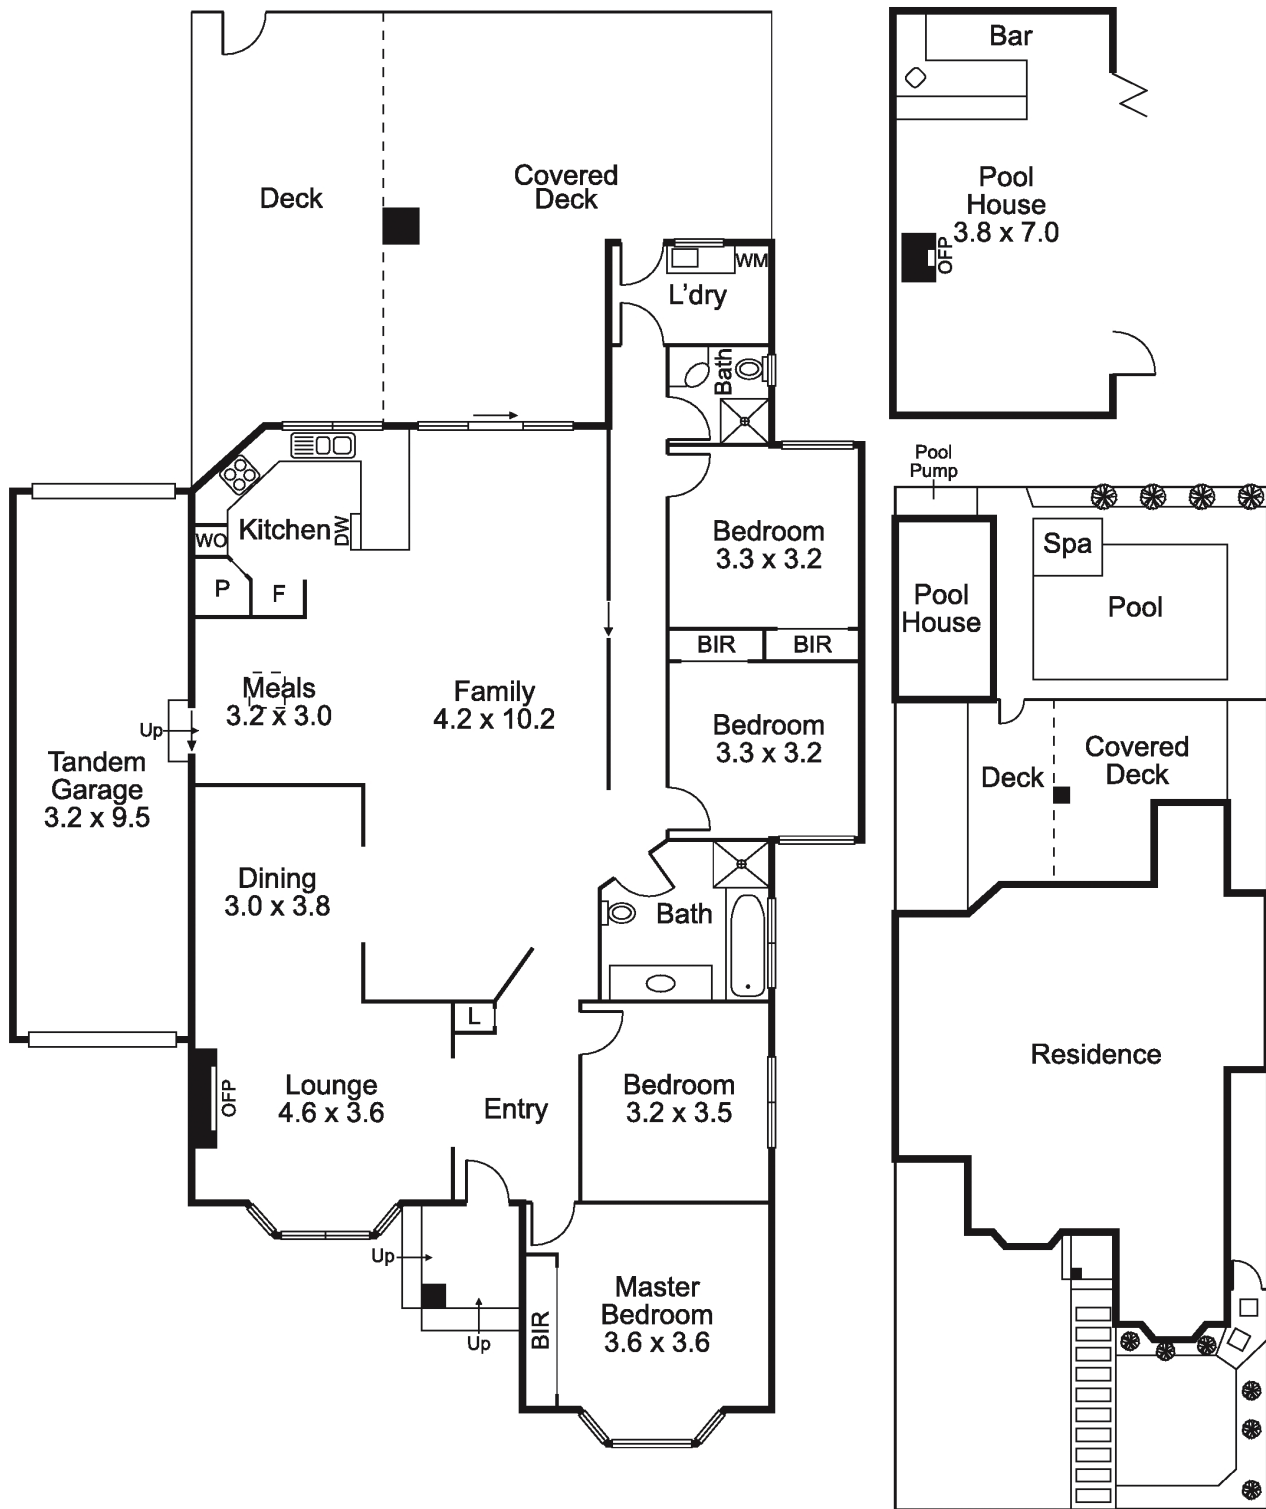 Deck
Covered
Deck
WM
L'dry
Bath
Kitchen
DW
WO
P
F
Bedroom
3.3 x 3.2
BIR
BIR
Meals
3.2 x 3.0
Family
4.2 x 10.2
Bedroom
3.3 x 3.2
Up
Tandem
Garage
3.2 x 9.5
Dining
3.0 x 3.8
Bath
L
OFP
Lounge
4.6 x 3.6
Entry
Bedroom
3.2 x 3.5
Up
Up
BIR
Master
Bedroom
3.6 x 3.6
Bar
Pool
House
3.8 x 7.0
OFP
Pool
Pump
Spa
Pool
Pool
House
Deck
Covered
Deck
Residence